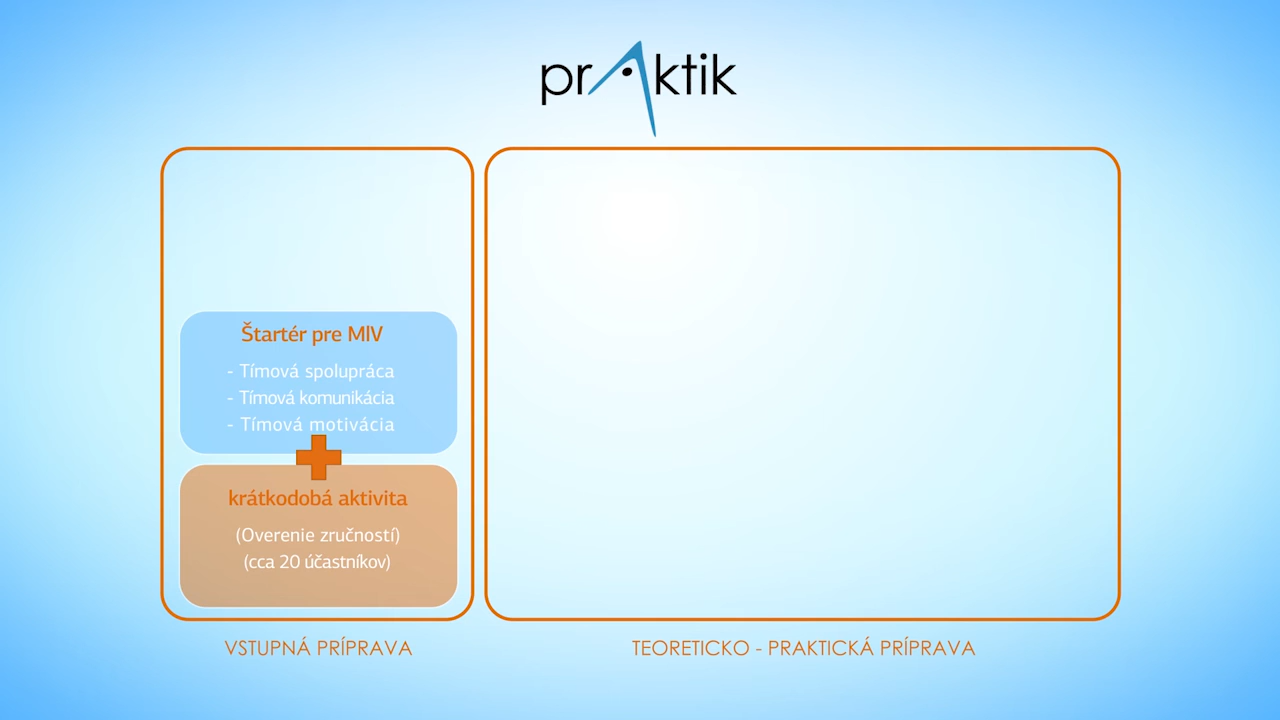 prAktik
Štartér pre MIV
- Tímová spolupráca
- Tímová komunikácia
- Tímová motivácia
krátkodobá aktivita
(Overenie zručností)
(cca 20 účastníkov)
VSTUPNÁ PRÍPRAVA
TEORETICKO - PRAKTICKÁ PRÍPRAVA